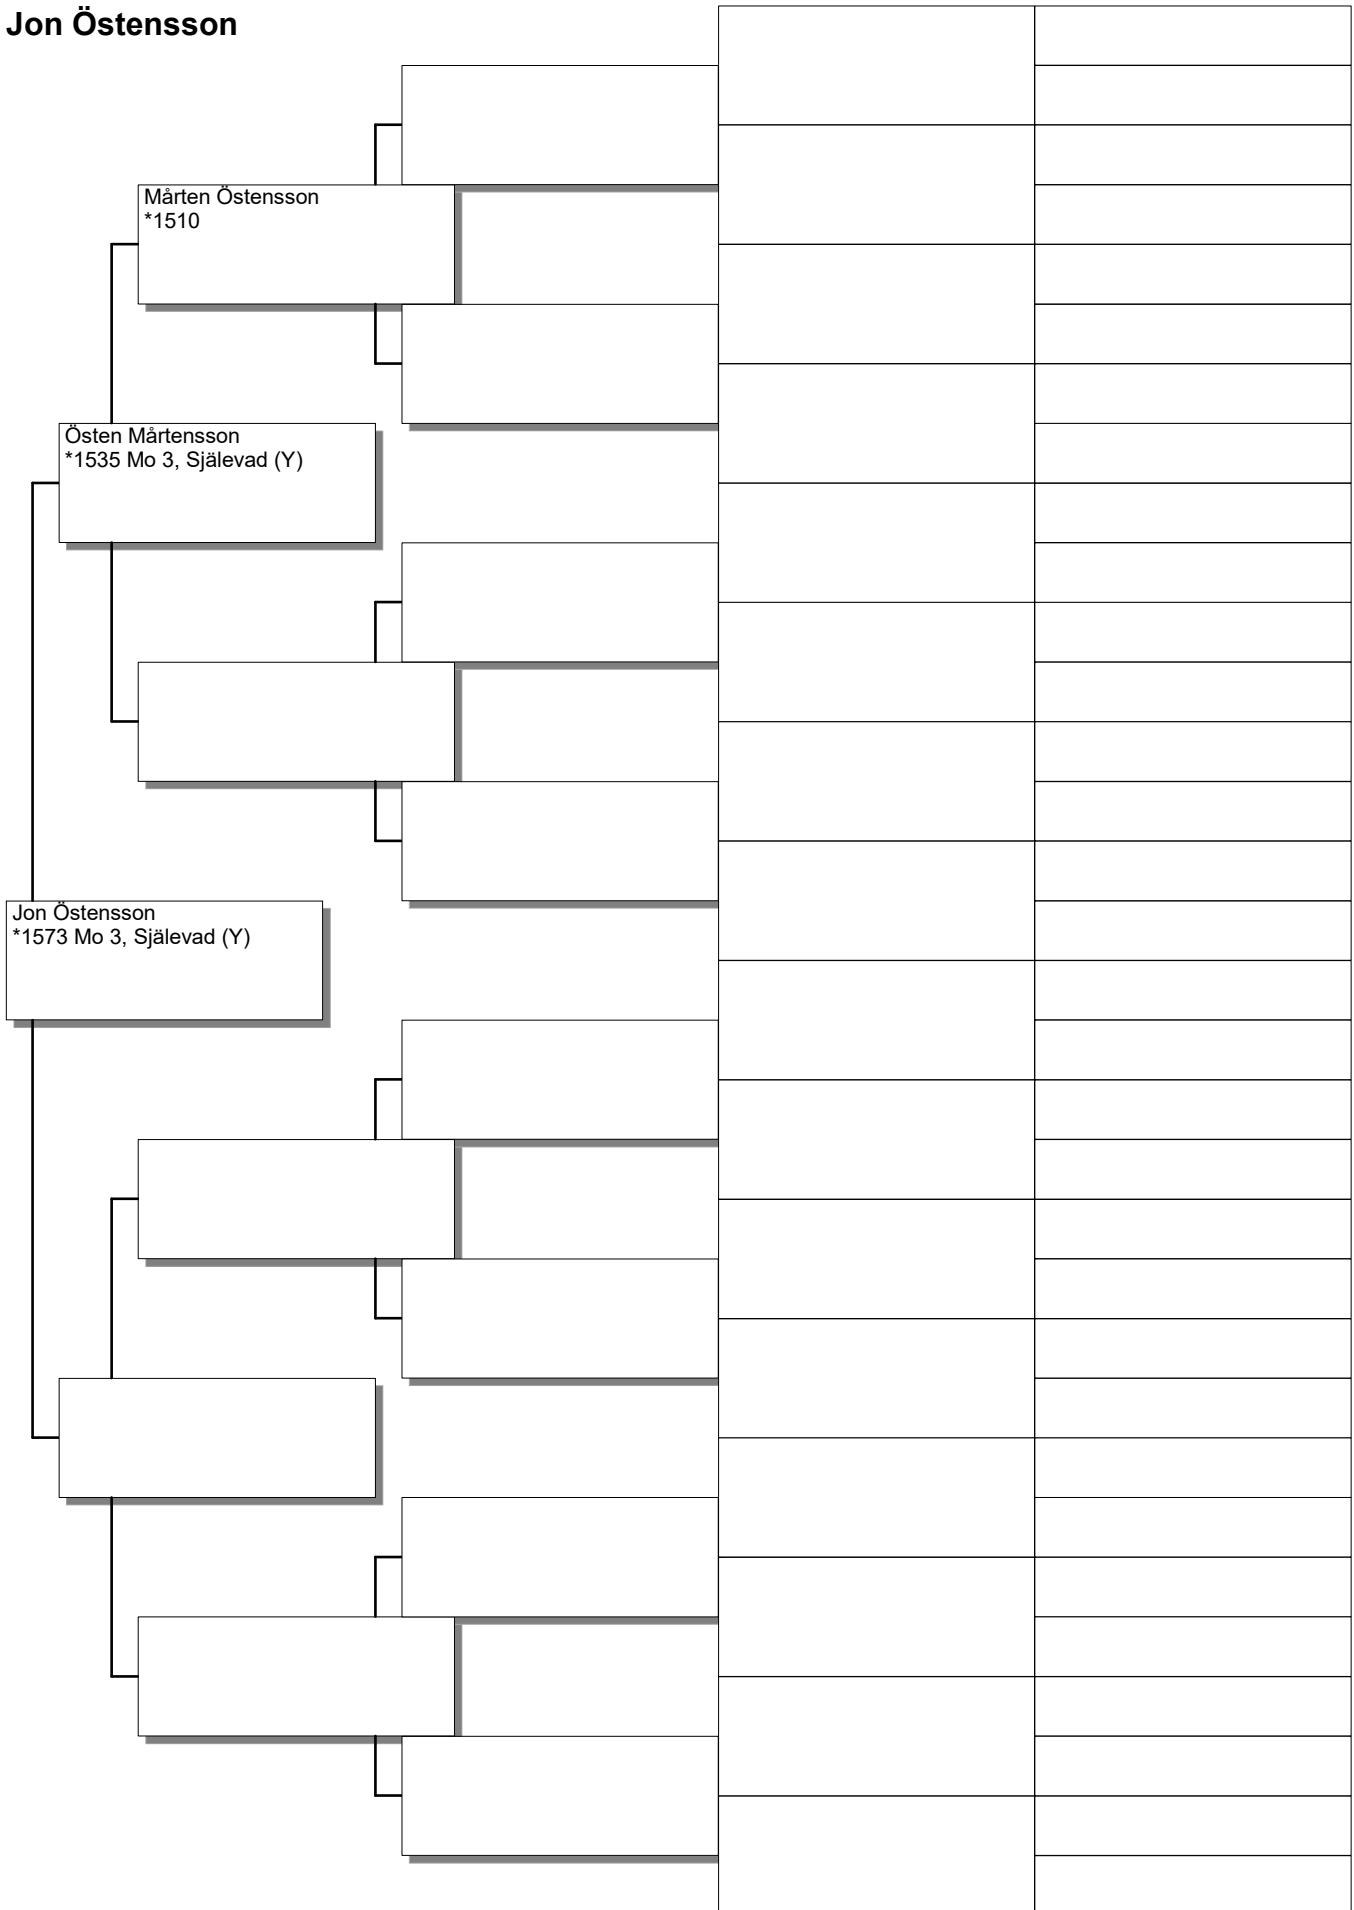 Jon Östensson
Mårten Östensson
*1510
Östen Mårtensson
*1535 Mo 3, Själevad (Y)
Jon Östensson
*1573 Mo 3, Själevad (Y)